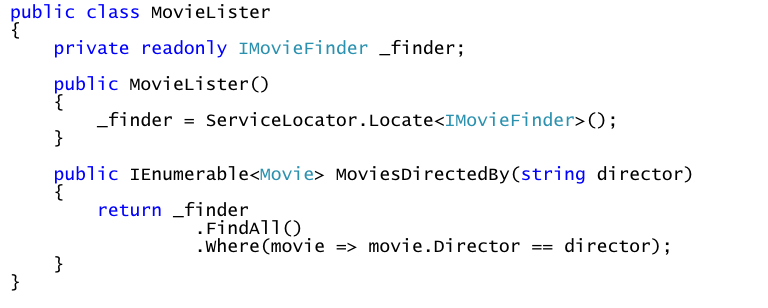 public class MovieLister
{
    private readonly IMovieFinder _finder;

    public MovieLister()
    {
        _finder = ServiceLocator.Locate<IMovieFinder>();
    }

    public IEnumerable<Movie> MoviesDirectedBy(string director)
    {
        return _finder
                 .FindAll()
                 .Where(movie => movie.Director == director);
    }
}